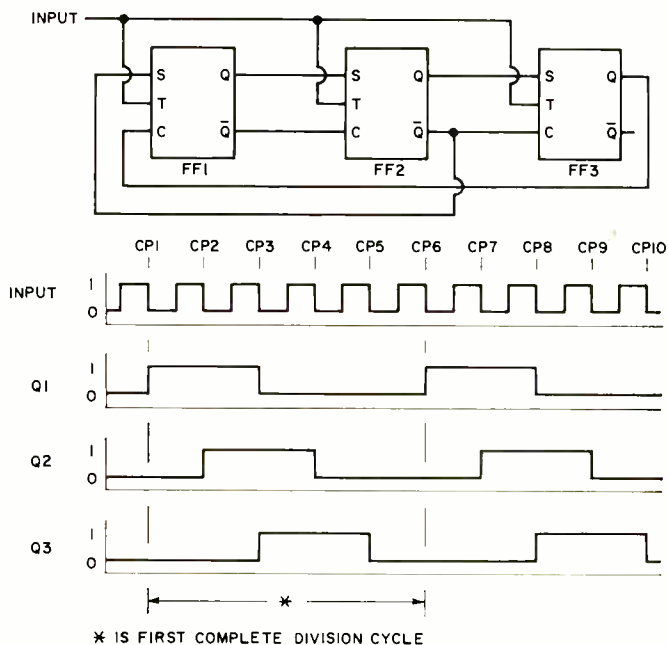 INPUT
S Q S Q S Q
T T T
C Q̄ C Q̄ C Q̄
FF1 FF2 FF3
CP1 CP2 CP3 CP4 CP5 CP6 CP7 CP8 CP9 CP10
INPUT 1 0
Q1 1 0
Q2 1 0
Q3 1 0
*
* IS FIRST COMPLETE DIVISION CYCLE